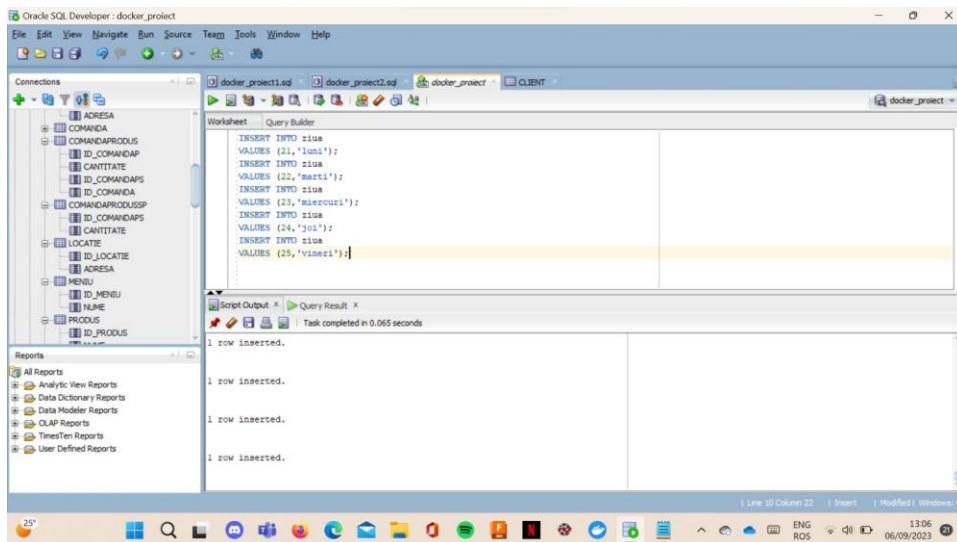 Oracle SQL Developer : docker_proiect
File Edit View Navigate Run Source Team Tools Window Help
Connections
docker_proiect1.sql docker_proiect2.sql docker_proiect CLIENT
docker_proiect
Worksheet Query Builder
ADRESA
COMANDA
COMANDAPRODUS
ID_COMANDAP
CANTITATE
ID_COMANDAPS
ID_COMANDA
COMANDAPRODUSSP
ID_COMANDAPS
CANTITATE
LOCATIE
ID_LOCATIE
ADRESA
MENIU
ID_MENIU
NUME
PRODUS
ID_PRODUS
INSERT INTO ziua
VALUES (21,'luni');
INSERT INTO ziua
VALUES (22,'marti');
INSERT INTO ziua
VALUES (23,'miercuri');
INSERT INTO ziua
VALUES (24,'joi');
INSERT INTO ziua
VALUES (25,'vineri');
Script Output x Query Result x
Task completed in 0.065 seconds
1 row inserted.
1 row inserted.
1 row inserted.
1 row inserted.
Reports
All Reports
Analytic View Reports
Data Dictionary Reports
Data Modeler Reports
OLAP Reports
TimesTen Reports
User Defined Reports
Line 10 Column 22 | Insert | Modified | Windows:
25°
ENG
ROS
13:06
06/09/2023
21